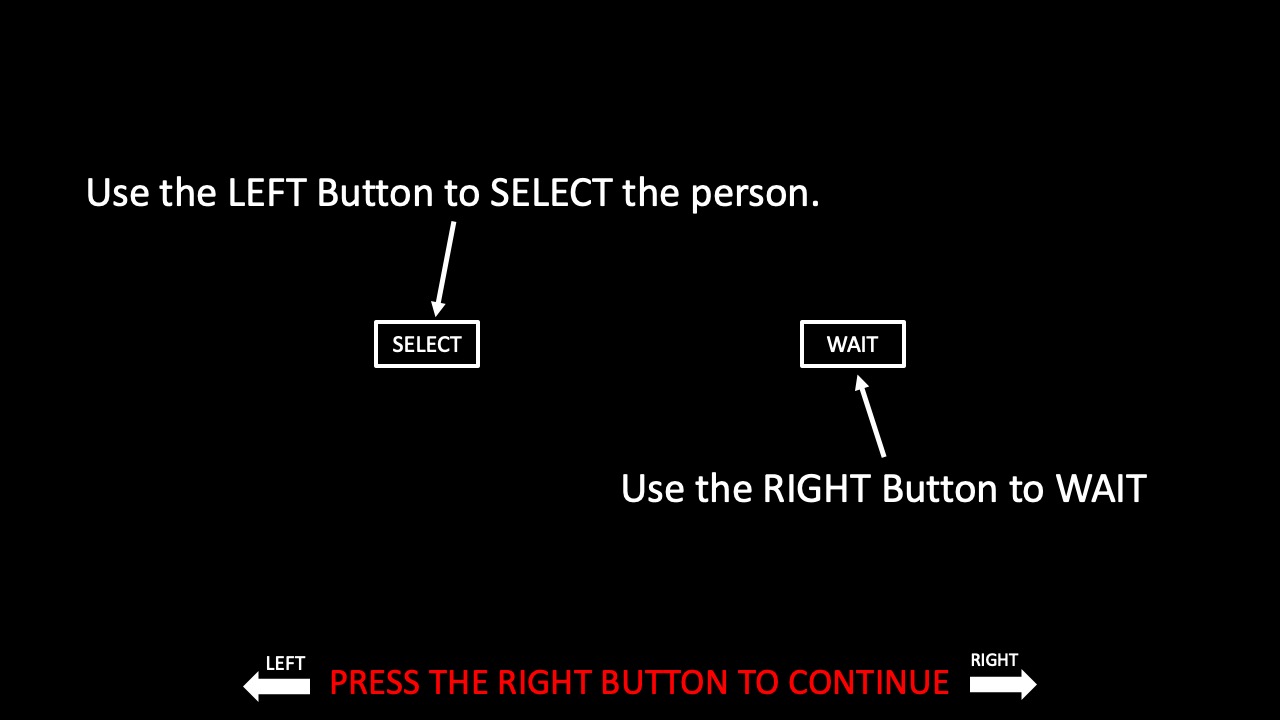 Use the LEFT Button to SELECT the person.
SELECT
WAIT
Use the RIGHT Button to WAIT
LEFT
PRESS THE RIGHT BUTTON TO CONTINUE
RIGHT